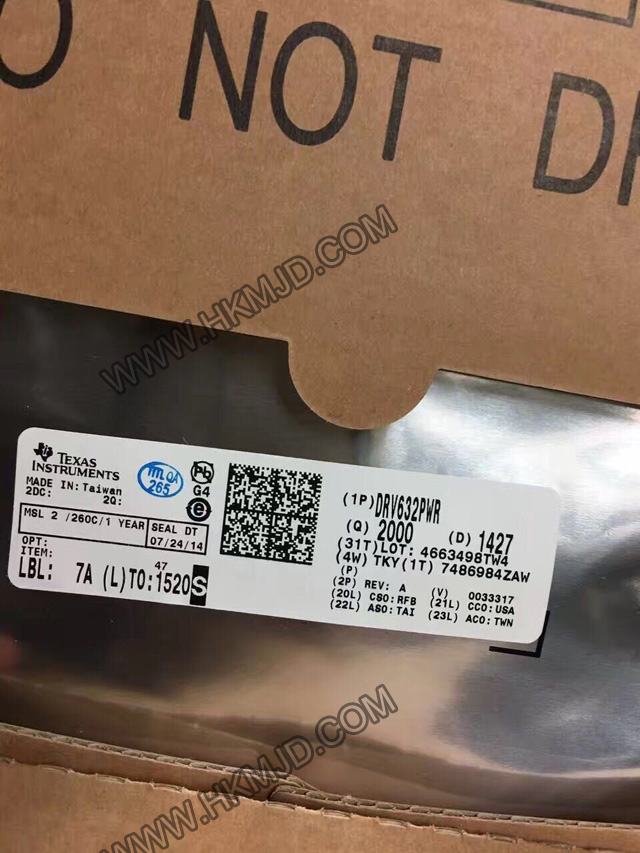 O NOT DR
WWW.HKMJD.COM
TEXAS
INSTRUMENTS
MADE IN: Taiwan
2DC: 2Q:
MSL 2 /260C/1 YEAR
SEAL DT
07/24/14
OPT:
ITEM:
47
LBL: 7A (L)TO:1520S
QA
265
Pb
G4
e
(1P)DRV632PWR
(Q) 2000 (D) 1427
(31T)LOT: 4663498TW4
(4W) TKY(1T) 7486984ZAW
(P)
(2P) REV: A (V) 0033317
(20L) CSO:RFB (21L) CCO:USA
(22L) ASO:TAI (23L) ACO:TWN
WWW.HKMJD.COM